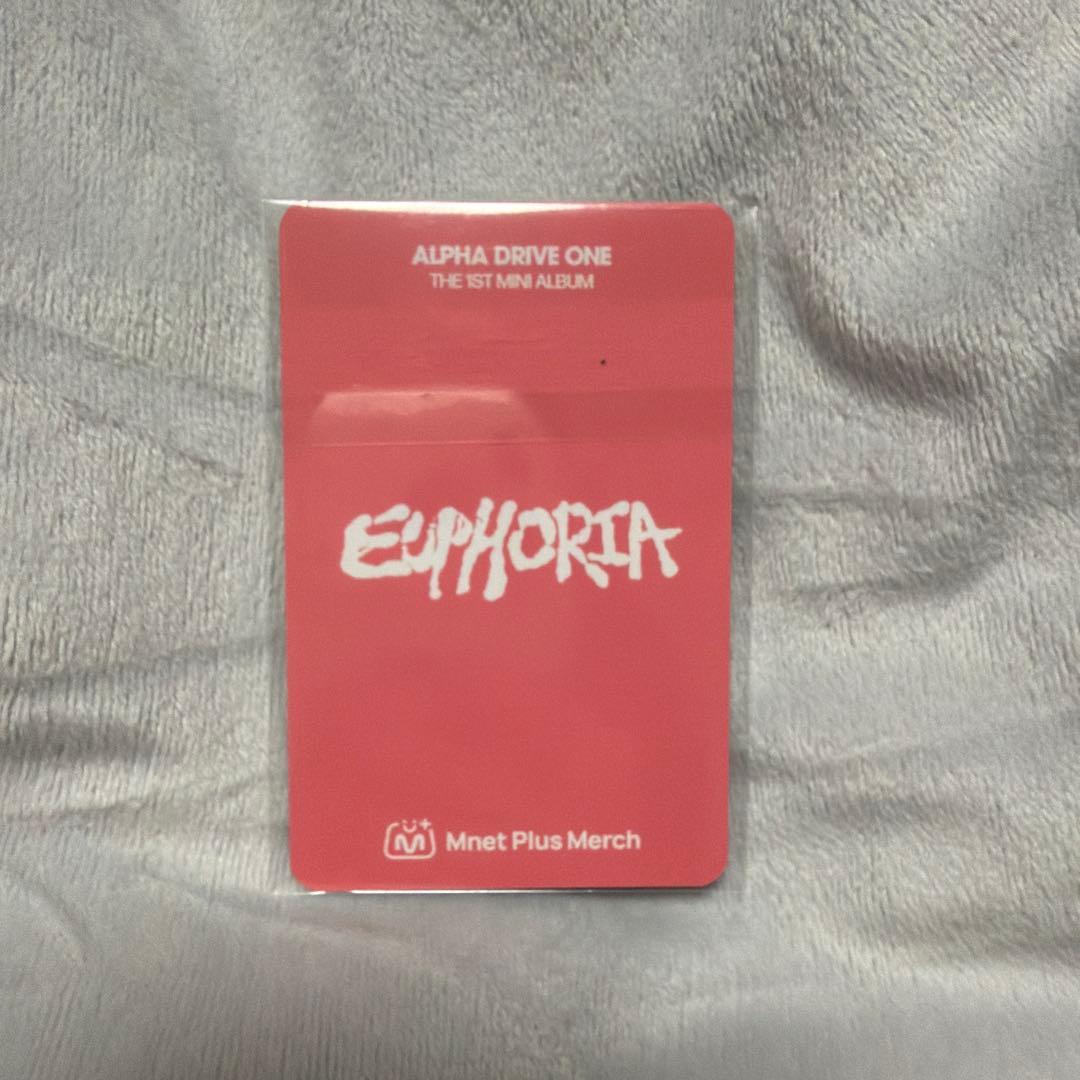 ALPHA DRIVE ONE
THE 1ST MINI ALBUM
EUPHORIA
Mnet Plus Merch